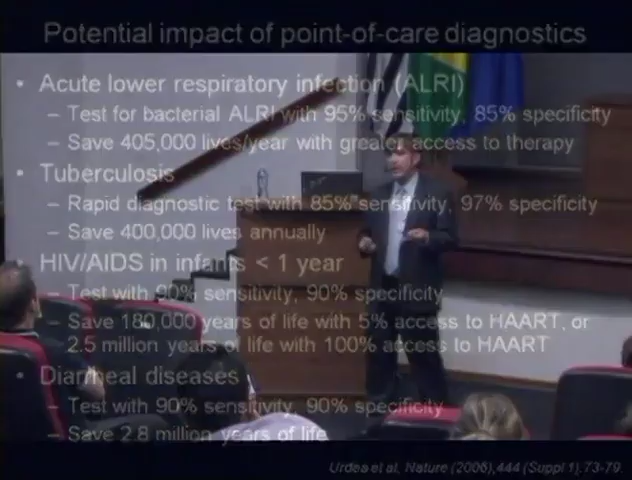 Potential impact of point-of-care diagnostics
• Acute lower respiratory infection (ALRI)
– Test for bacterial ALRI with 95% sensitivity, 85% specificity
– Save 405,000 lives/year with greater access to therapy
• Tuberculosis
– Rapid diagnostic test with 85% sensitivity, 97% specificity
– Save 400,000 lives annually
• HIV/AIDS in infants < 1 year
– Test with 90% sensitivity, 90% specificity
– Save 180,000 years of life with 5% access to HAART, or
2.5 million years of life with 100% access to HAART
• Diarrheal diseases
– Test with 90% sensitivity, 90% specificity
– Save 2.8 million years of life
Urdea et al, Nature (2006),444 (Suppl 1),73-79.